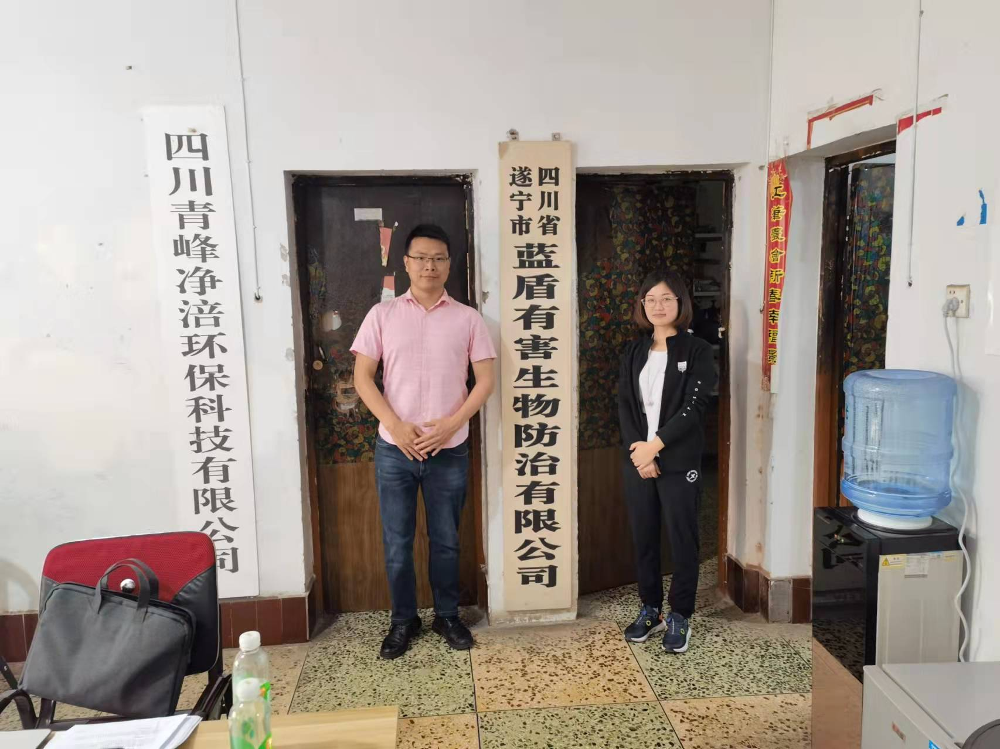 四川青峰净涪环保科技有限公司
四川省
遂宁市
蓝盾有害生物防治有限公司